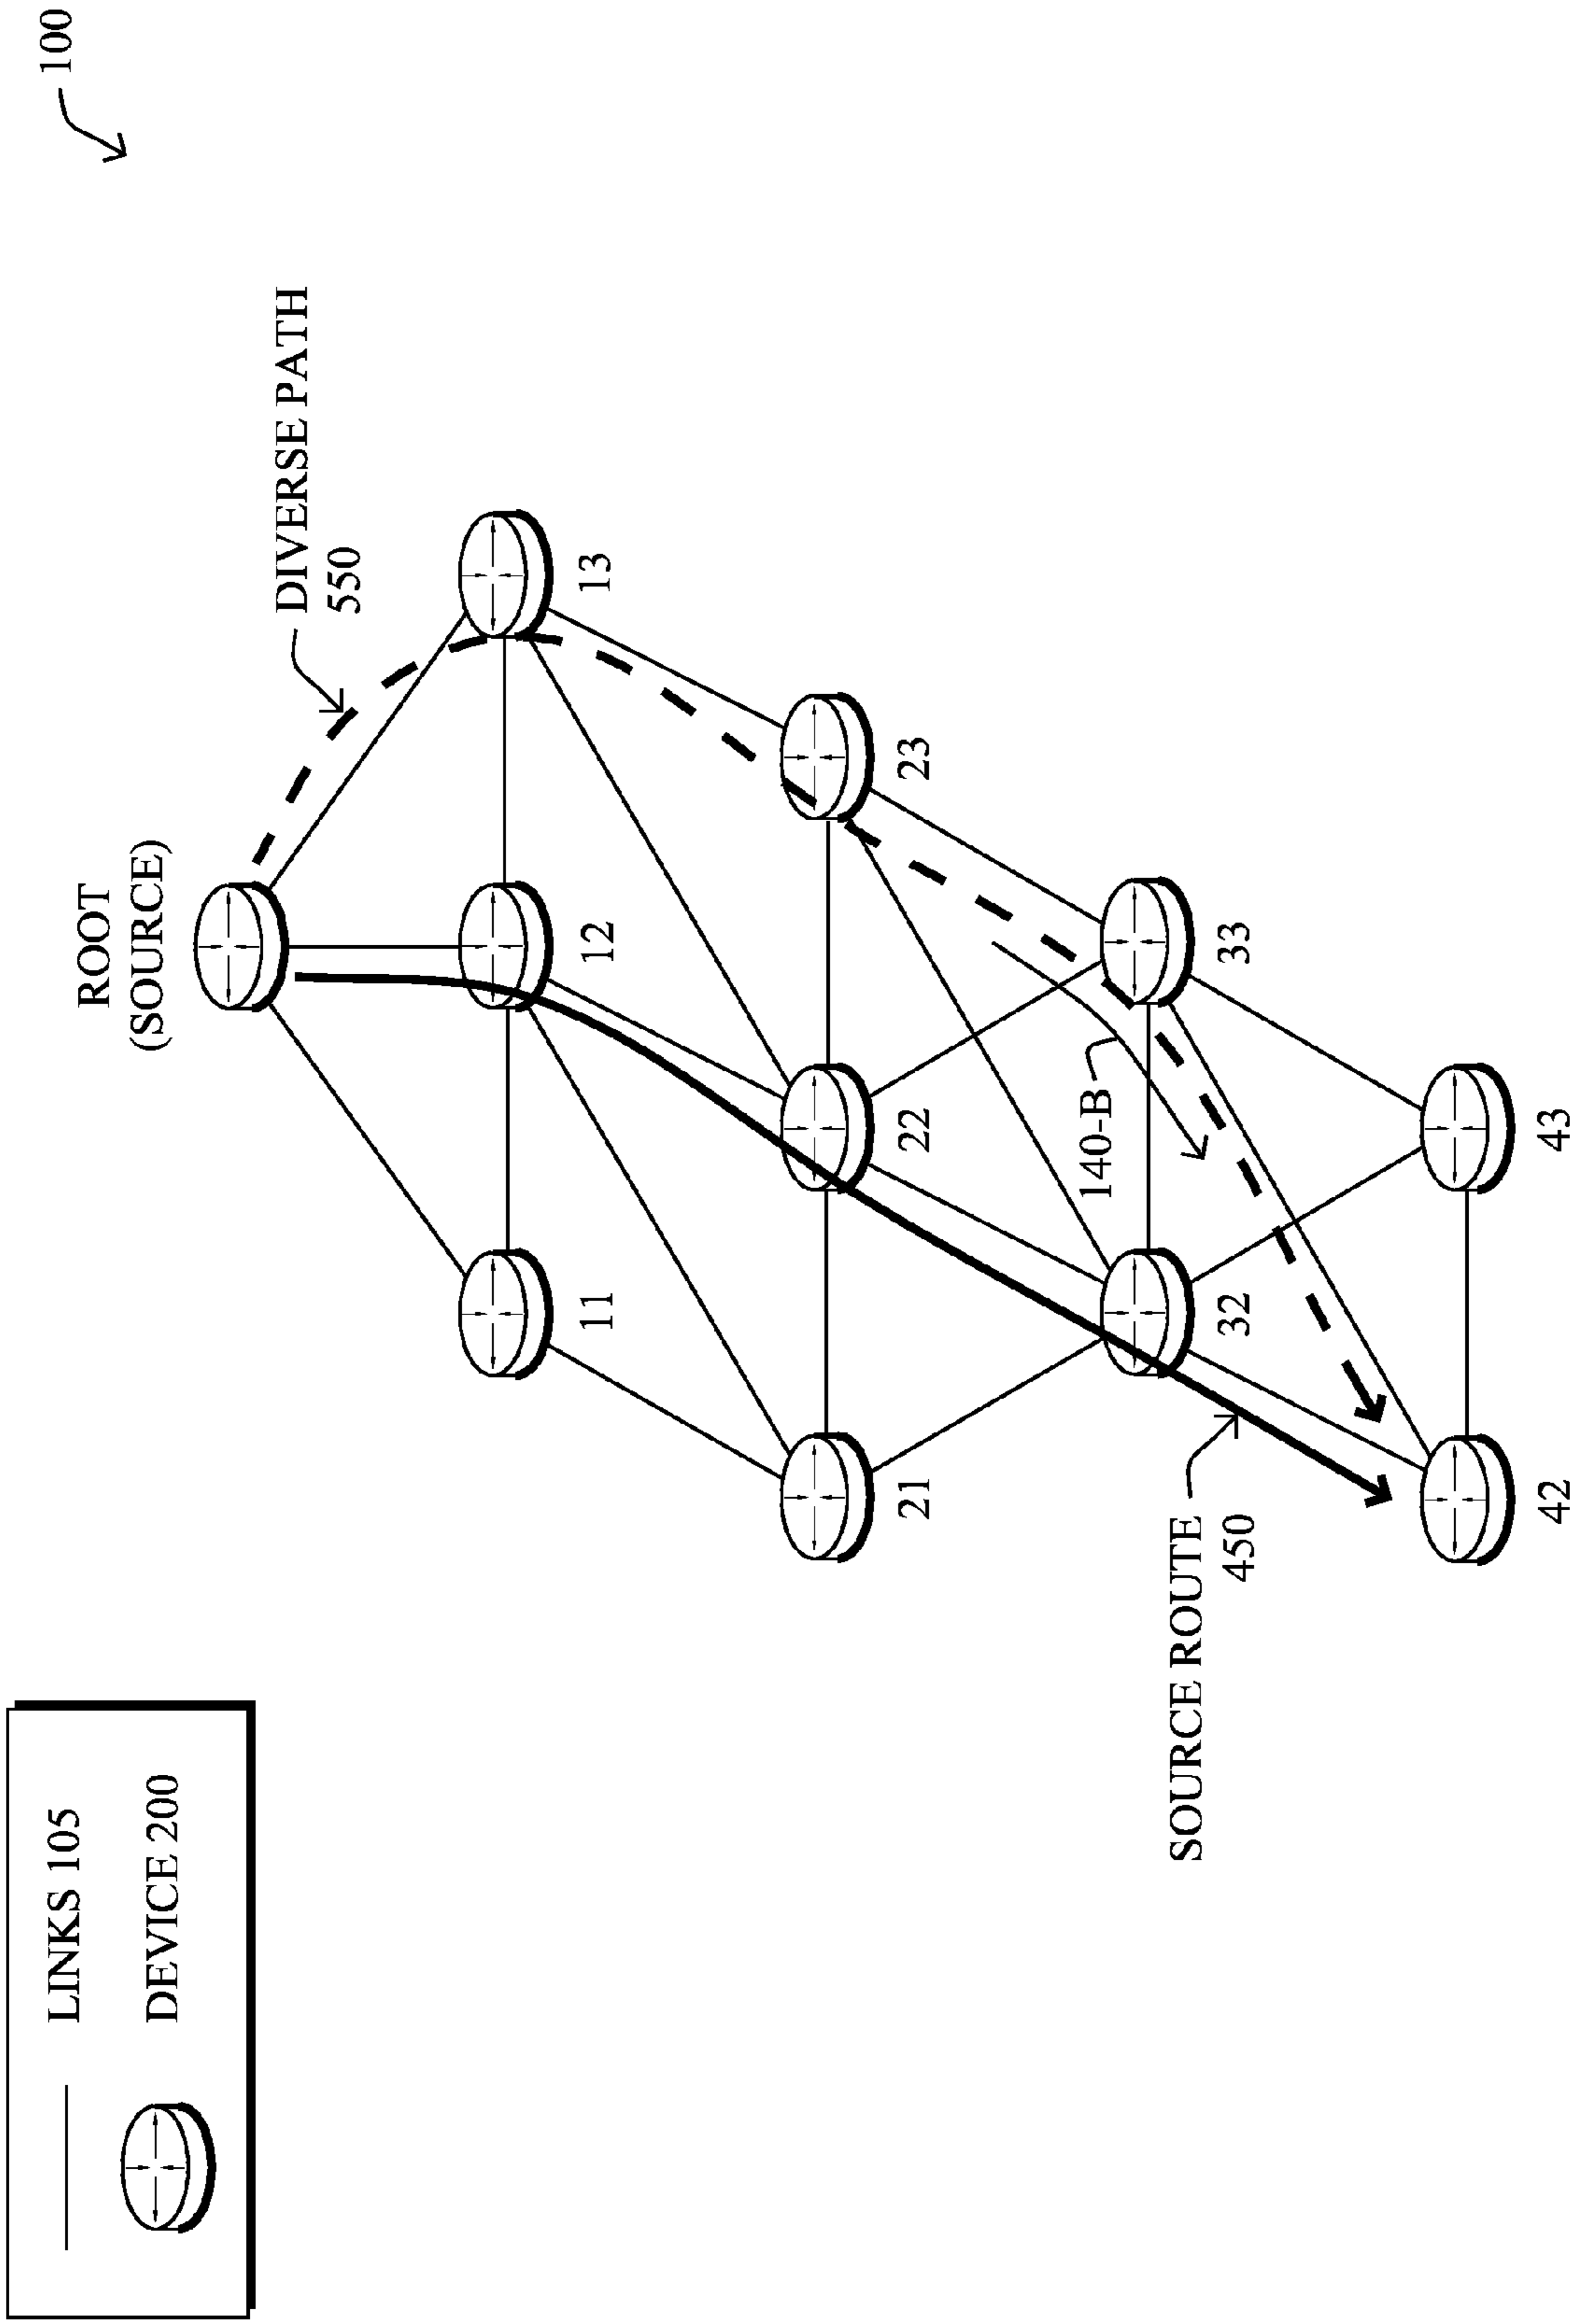 100
LINKS 105
DEVICE 200
ROOT
(SOURCE)
DIVERSE PATH
550
11
12
13
21
22
23
140-B
32
33
SOURCE ROUTE
450
42
43